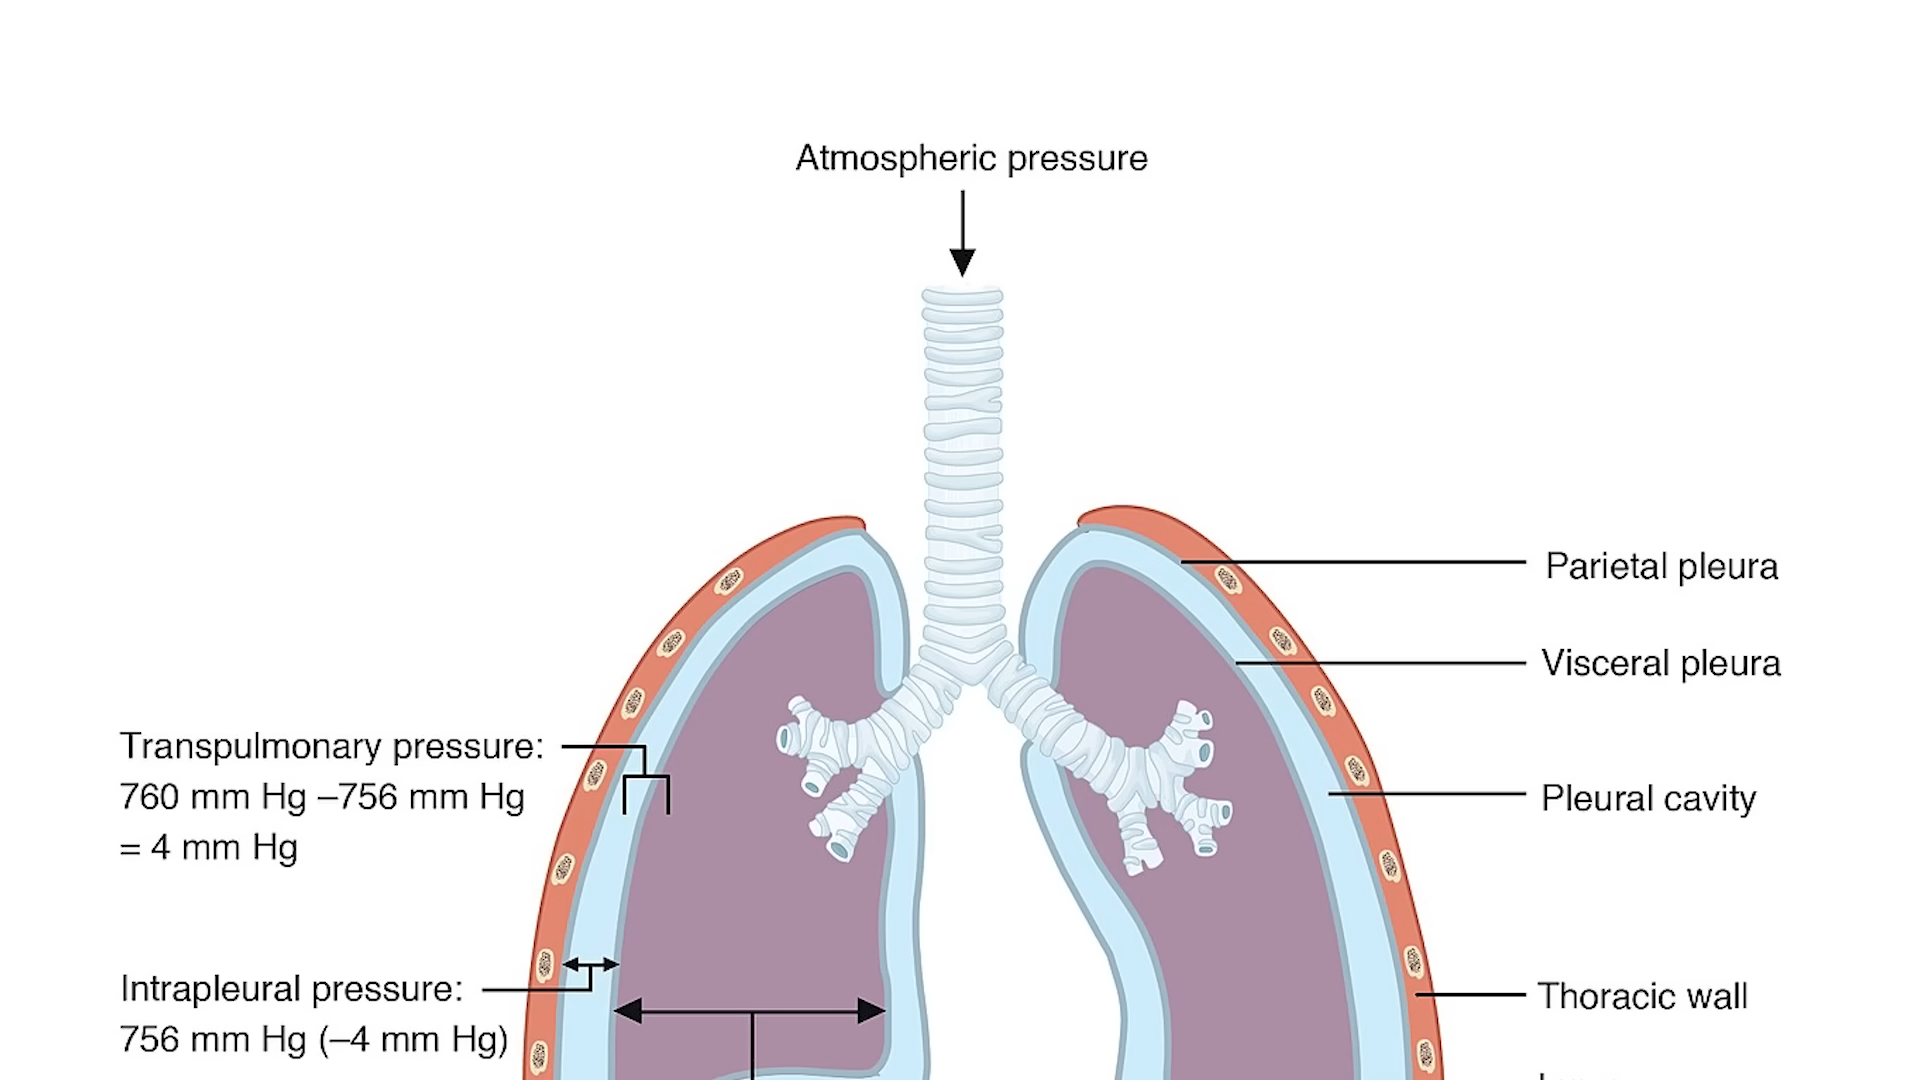 Atmospheric pressure
Parietal pleura
Visceral pleura
Transpulmonary pressure:
760 mm Hg –756 mm Hg
= 4 mm Hg
Pleural cavity
Intrapleural pressure:
756 mm Hg (–4 mm Hg)
Thoracic wall